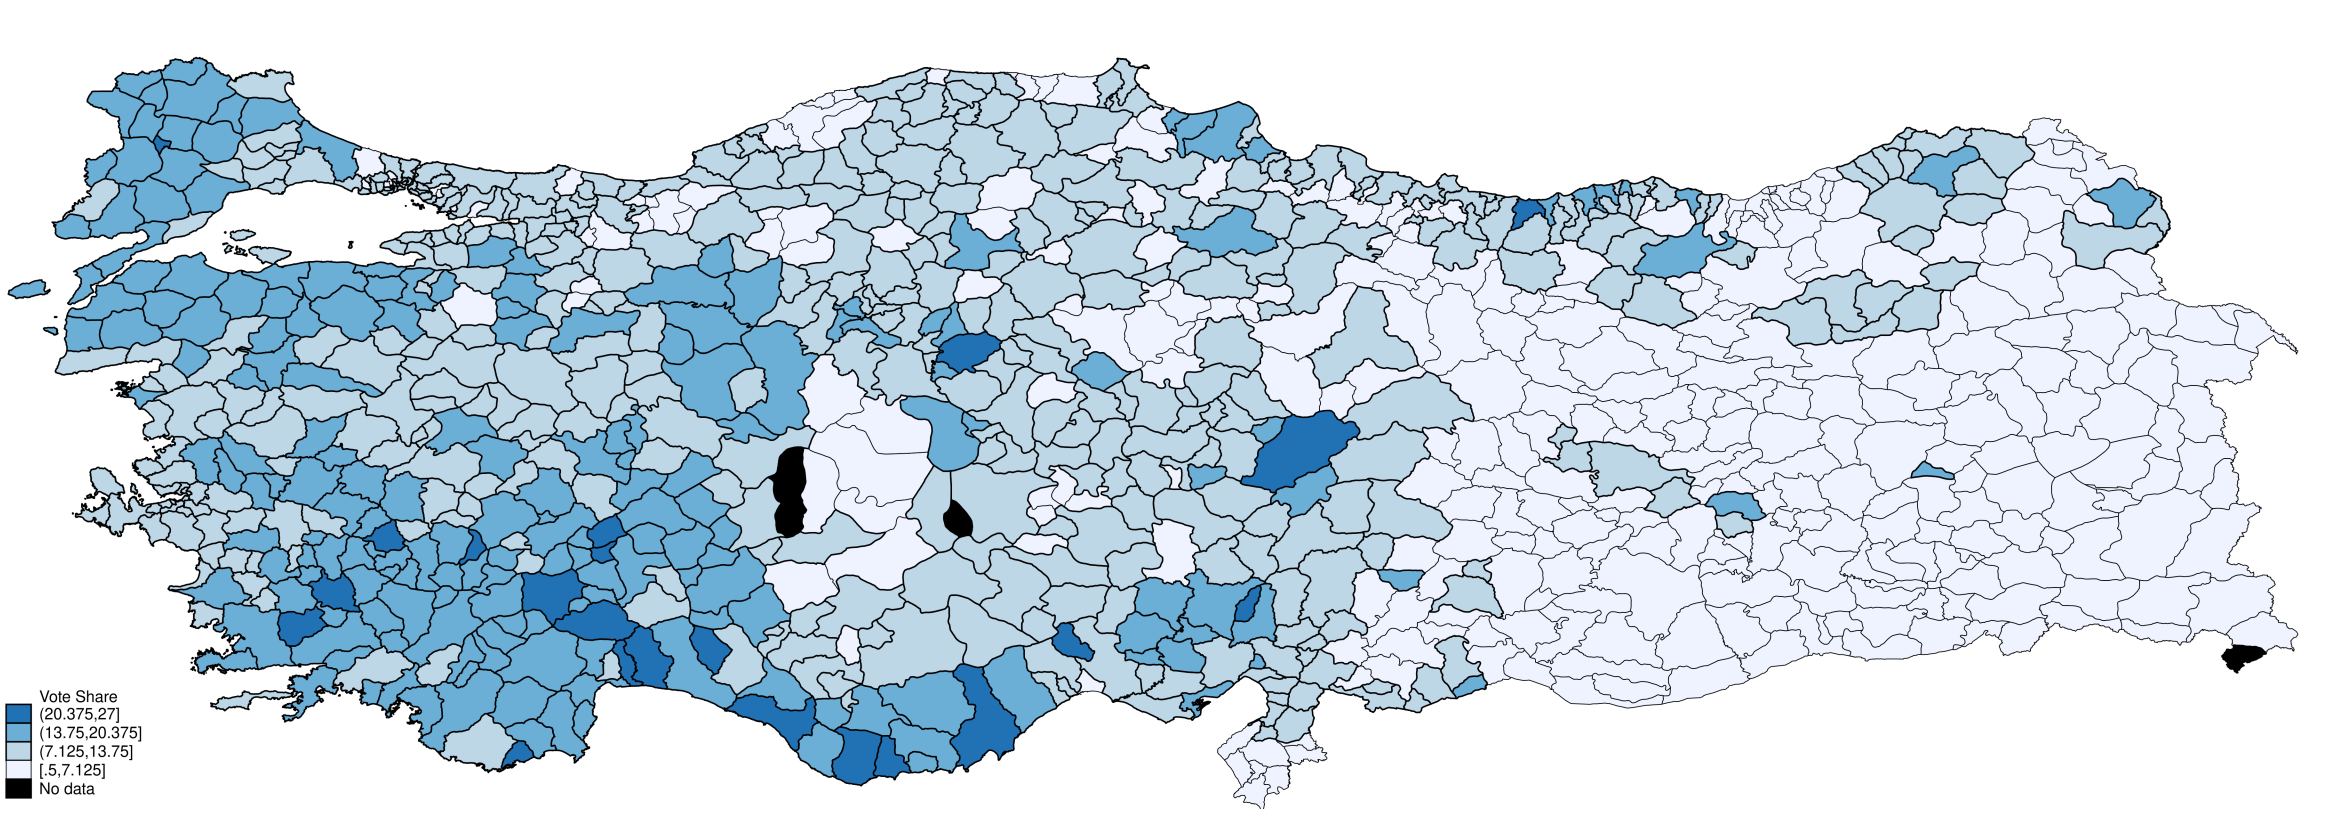 Vote Share
(20.375,27]
(13.75,20.375]
(7.125,13.75]
[.5,7.125]
No data